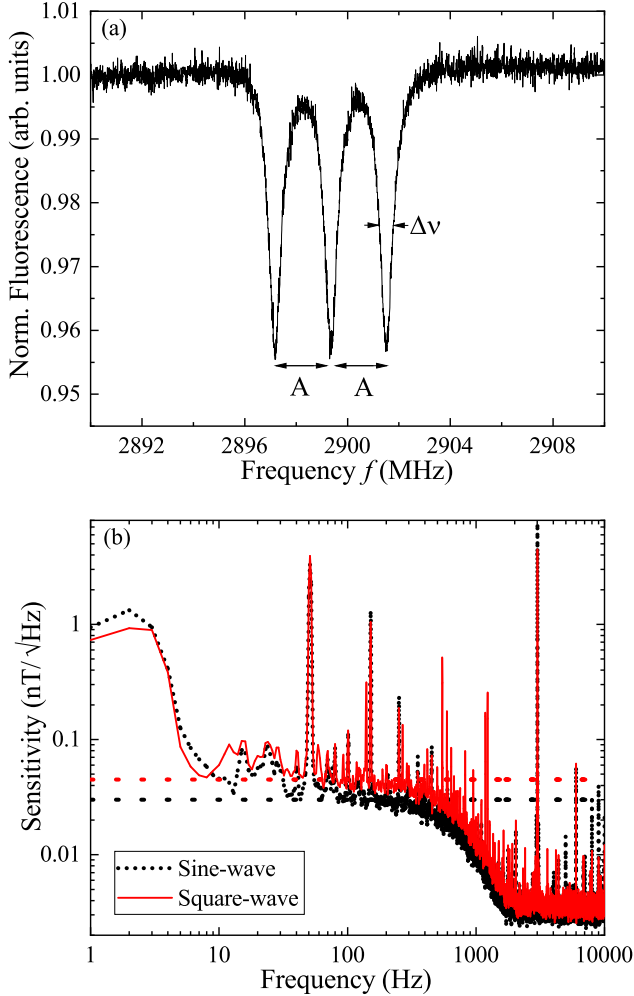 (a)
1.01
1.00
0.99
0.98
0.97
0.96
0.95
Norm. Fluorescence (arb. units)
Δν
A A
2892 2896 2900 2904 2908
Frequency f (MHz)
(b)
1
0.1
0.01
Sensitivity (nT/√Hz)
Sine-wave
Square-wave
1 10 100 1000 10000
Frequency (Hz)